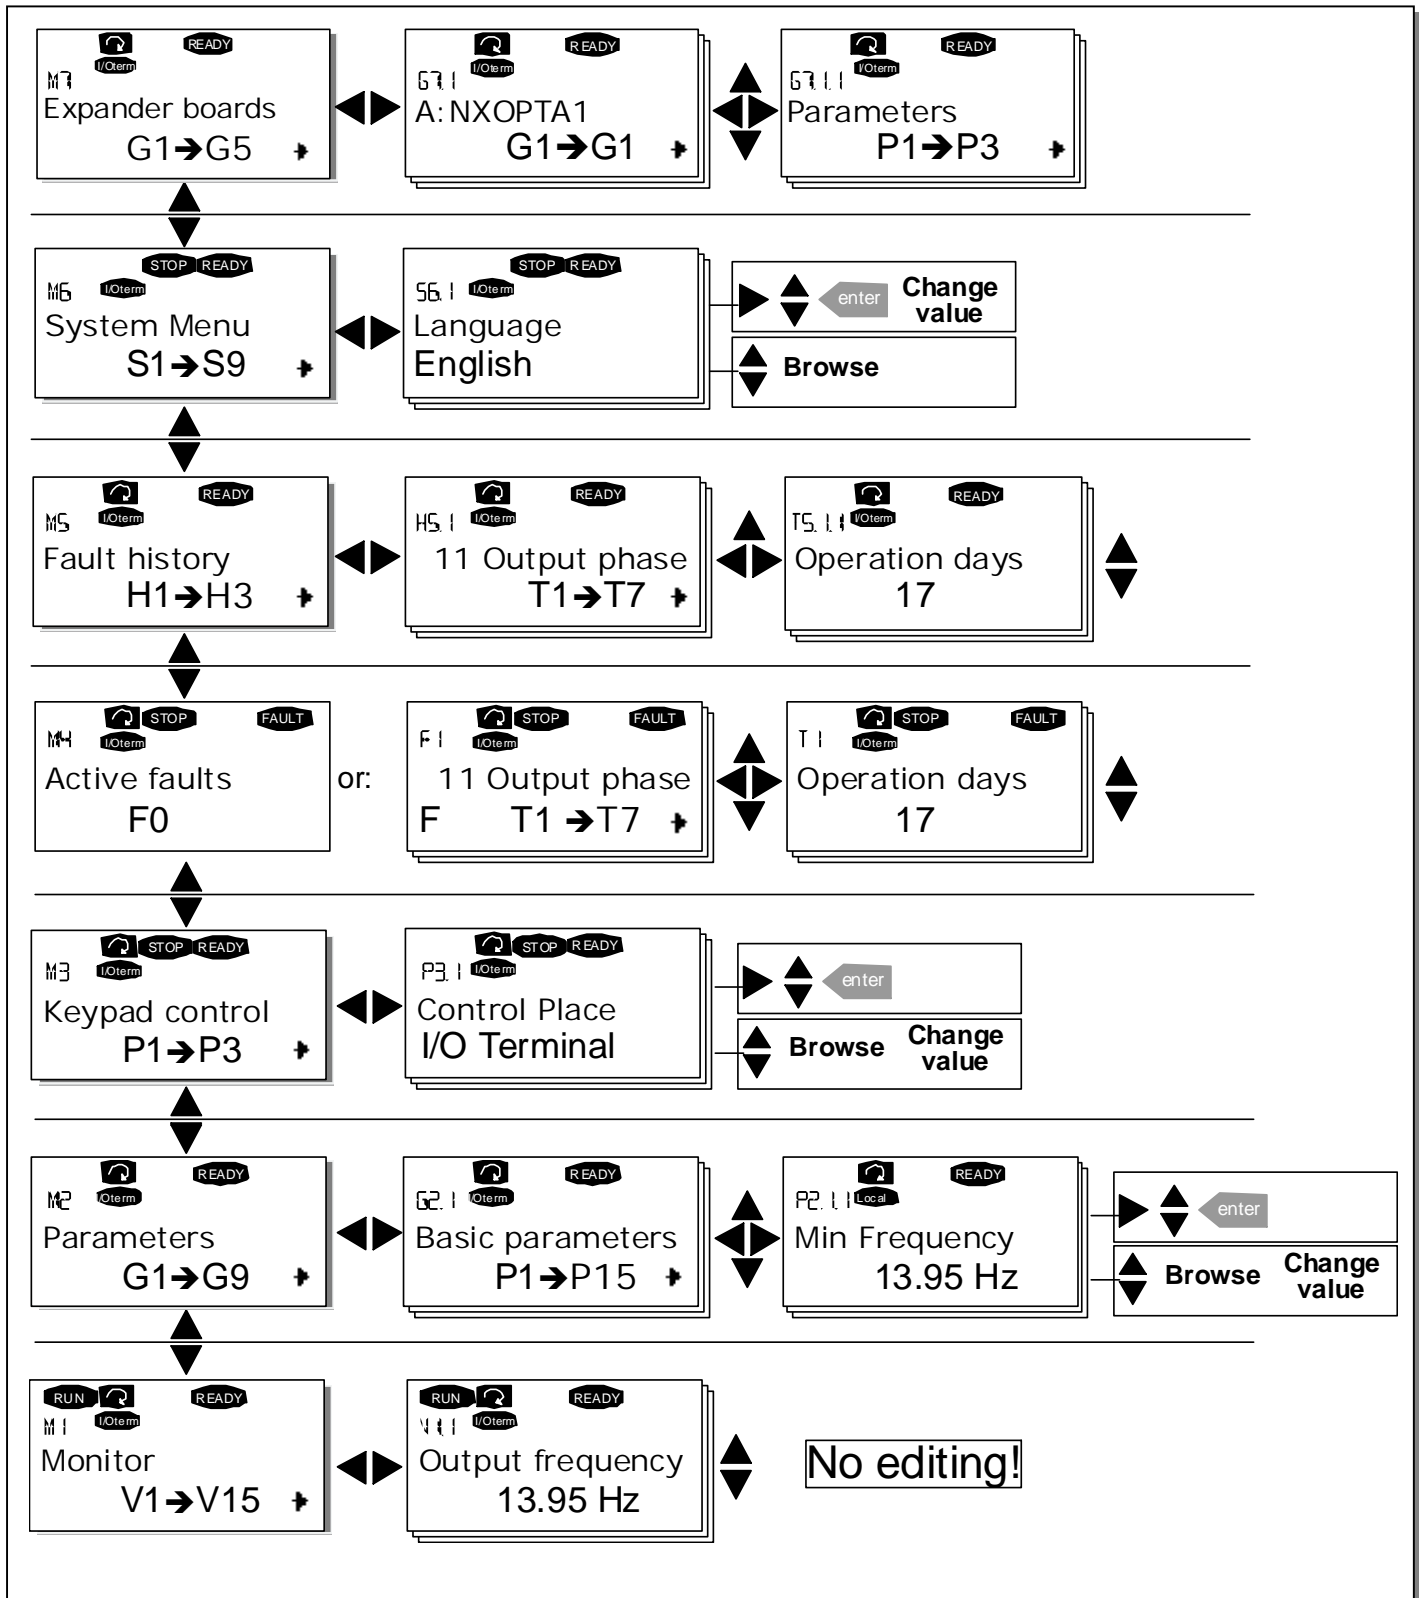 READY
I/Oterm
M7
Expander boards
G1➔G5
READY
I/Oterm
G7.1
A:NXOPTA1
G1➔G1
READY
I/Oterm
G7.1.1
Parameters
P1➔P3
STOP READY
M6 I/Oterm
System Menu
S1➔S9
STOP READY
S6.1 I/Oterm
Language
English
enter
Change
value
Browse
READY
M5 I/Oterm
Fault history
H1➔H3
READY
H5.1 I/Oterm
11 Output phase
T1➔T7
READY
T5.1.1 I/Oterm
Operation days
17
STOP FAULT
M4 I/Oterm
Active faults
F0
or:
STOP FAULT
F1 I/Oterm
11 Output phase
F T1➔T7
STOP FAULT
T1 I/Oterm
Operation days
17
STOP READY
M3 I/Oterm
Keypad control
P1➔P3
STOP READY
P3.1 I/Oterm
Control Place
I/O Terminal
enter
Browse
Change
value
READY
M2 I/Oterm
Parameters
G1➔G9
READY
G2.1 I/Oterm
Basic parameters
P1➔P15
READY
P2.1.1 Local
Min Frequency
13.95 Hz
enter
Browse
Change
value
RUN READY
M1 I/Oterm
Monitor
V1➔V15
RUN READY
V1.1 I/Oterm
Output frequency
13.95 Hz
No editing!